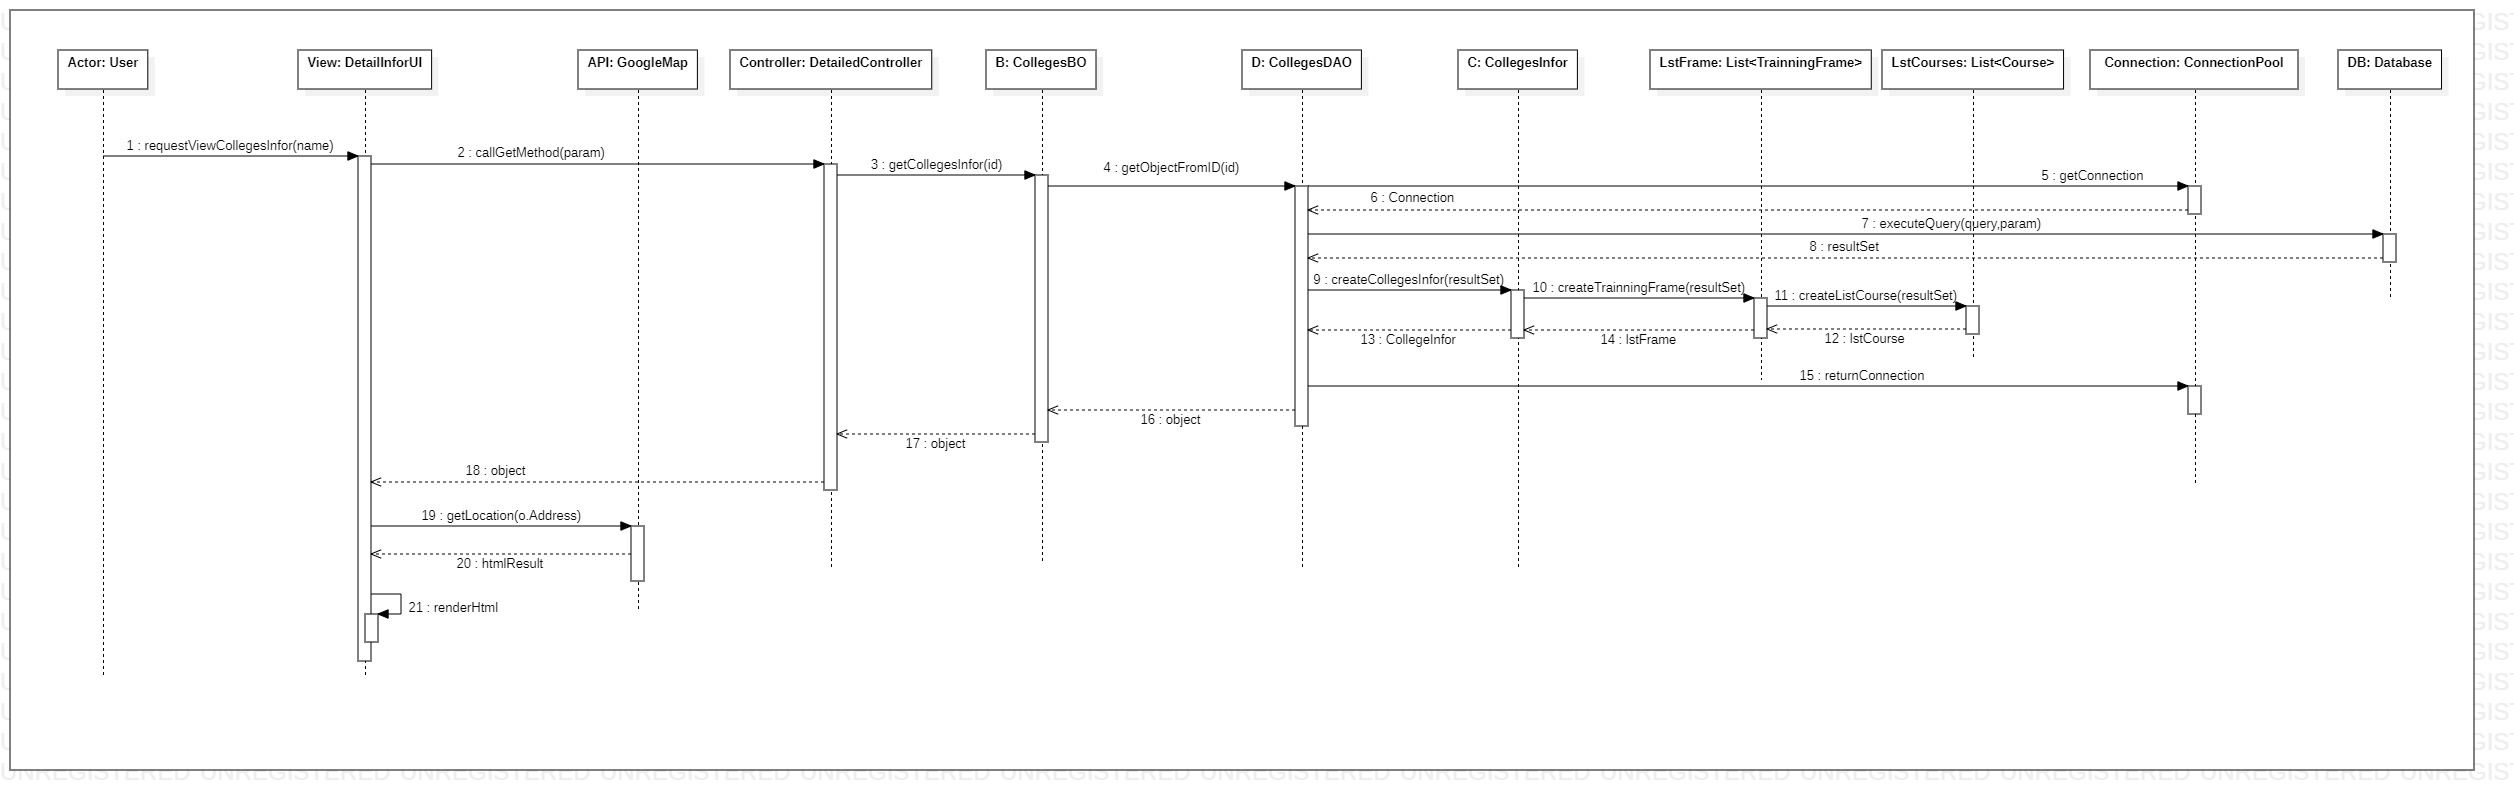 Actor: User
View: DetailInforUI
API: GoogleMap
Controller: DetailedController
B: CollegesBO
D: CollegesDAO
C: CollegesInfor
LstFrame: List<TrainningFrame>
LstCourses: List<Course>
Connection: ConnectionPool
DB: Database
1 : requestViewCollegesInfor(name)
2 : callGetMethod(param)
3 : getCollegesInfor(id)
4 : getObjectFromID(id)
5 : getConnection
6 : Connection
7 : executeQuery(query,param)
8 : resultSet
9 : createCollegesInfor(resultSet)
10 : createTrainningFrame(resultSet)
11 : createListCourse(resultSet)
13 : CollegeInfor
14 : lstFrame
12 : lstCourse
15 : returnConnection
16 : object
17 : object
18 : object
19 : getLocation(o.Address)
20 : htmlResult
21 : renderHtml
UNREGISTERED UNREGISTERED UNREGISTERED UNREGISTERED UNREGISTERED UNREGISTERED UNREGISTERED UNREGISTERED UNREGISTERED UNREGISTERED UNREGISTERED UNREGISTERED